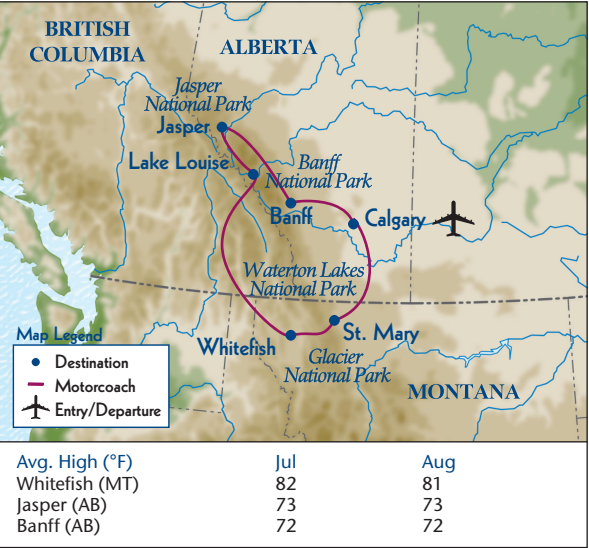 BRITISH
COLUMBIA
ALBERTA
Jasper
National Park
Jasper
Lake Louise
Banff
National Park
Banff
Calgary
Waterton Lakes
National Park
Map Legend
Destination
Motorcoach
Entry/Departure
Whitefish
St. Mary
Glacier
National Park
MONTANA
Avg. High (°F) Jul Aug
Whitefish (MT) 82 81
Jasper (AB) 73 73
Banff (AB) 72 72